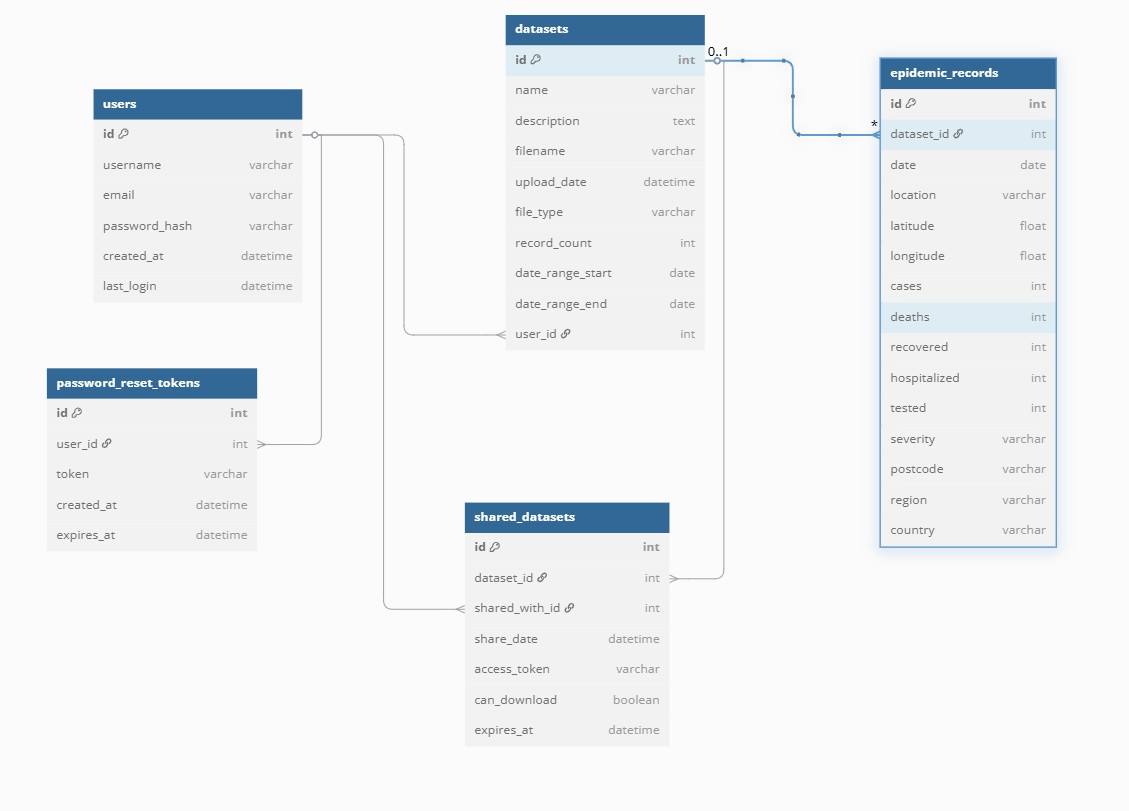 datasets
id int
name varchar
description text
filename varchar
upload_date datetime
file_type varchar
record_count int
date_range_start date
date_range_end date
user_id int
0..1
*
epidemic_records
id int
dataset_id int
date date
location varchar
latitude float
longitude float
cases int
deaths int
recovered int
hospitalized int
tested int
severity varchar
postcode varchar
region varchar
country varchar
users
id int
username varchar
email varchar
password_hash varchar
created_at datetime
last_login datetime
password_reset_tokens
id int
user_id int
token varchar
created_at datetime
expires_at datetime
shared_datasets
id int
dataset_id int
shared_with_id int
share_date datetime
access_token varchar
can_download boolean
expires_at datetime